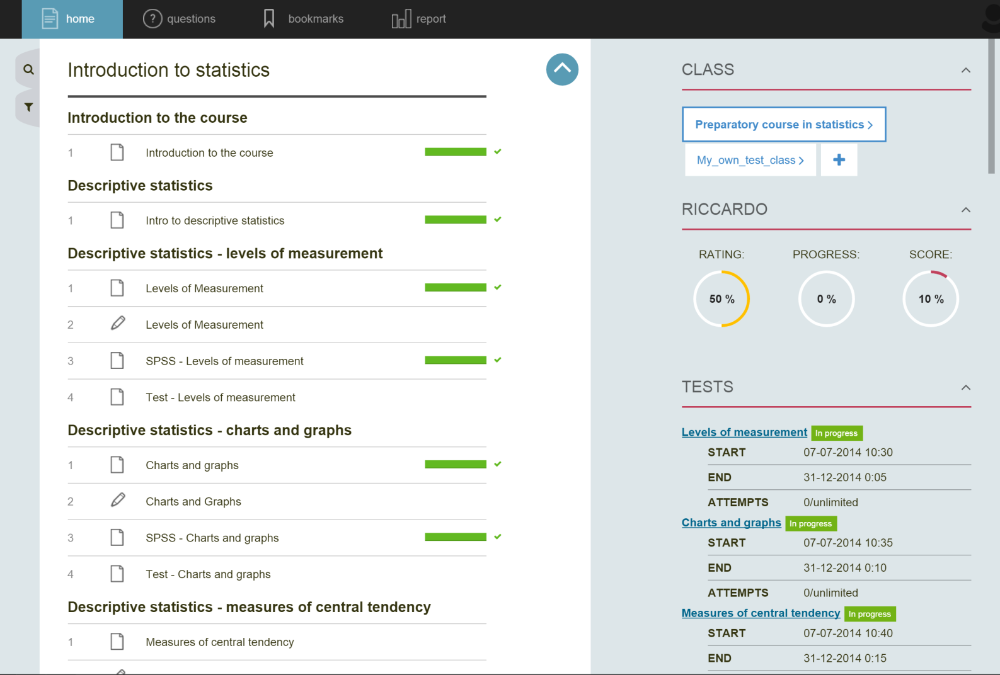 home
questions
bookmarks
report
Introduction to statistics
Introduction to the course
1 Introduction to the course
Descriptive statistics
1 Intro to descriptive statistics
Descriptive statistics - levels of measurement
1 Levels of Measurement
2 Levels of Measurement
3 SPSS - Levels of measurement
4 Test - Levels of measurement
Descriptive statistics - charts and graphs
1 Charts and graphs
2 Charts and Graphs
3 SPSS - Charts and graphs
4 Test - Charts and graphs
Descriptive statistics - measures of central tendency
1 Measures of central tendency
CLASS
Preparatory course in statistics >
My_own_test_class >
RICCARDO
RATING: PROGRESS: SCORE:
50 % 0 % 10 %
TESTS
Levels of measurement In progress
START 07-07-2014 10:30
END 31-12-2014 0:05
ATTEMPTS 0/unlimited
Charts and graphs In progress
START 07-07-2014 10:35
END 31-12-2014 0:10
ATTEMPTS 0/unlimited
Measures of central tendency In progress
START 07-07-2014 10:40
END 31-12-2014 0:15